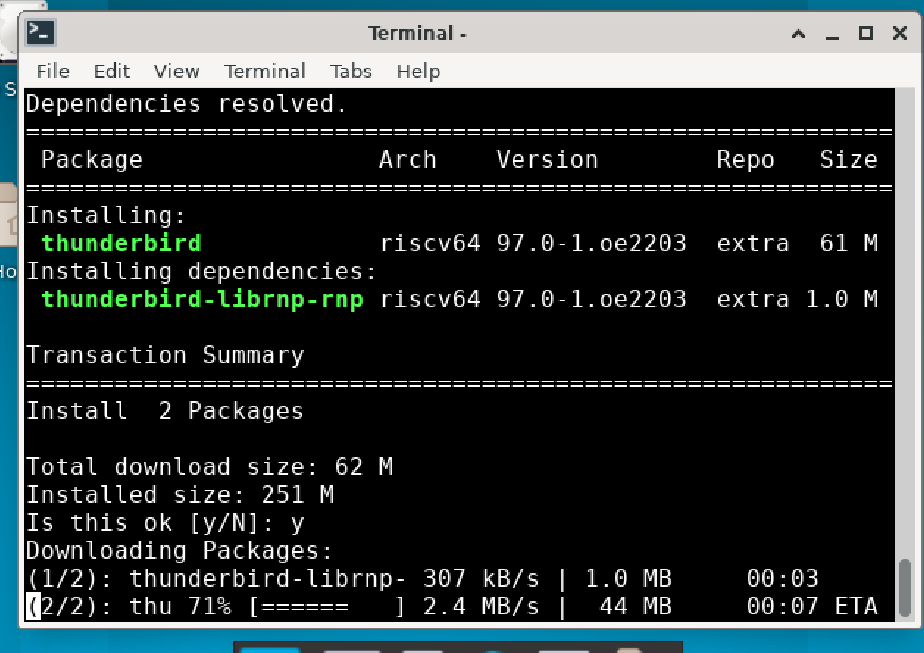 Terminal -
File Edit View Terminal Tabs Help
S
Dependencies resolved.
================================================================
 Package                Arch    Version        Repo   Size
================================================================
Installing:
 thunderbird            riscv64 97.0-1.oe2203  extra  61 M
Installing dependencies:
 thunderbird-librnp-rnp riscv64 97.0-1.oe2203  extra 1.0 M
Ho
Transaction Summary
================================================================
Install  2 Packages
Total download size: 62 M
Installed size: 251 M
Is this ok [y/N]: y
Downloading Packages:
(1/2): thunderbird-librnp- 307 kB/s | 1.0 MB     00:03
(2/2): thu 71% [======   ] 2.4 MB/s |  44 MB     00:07 ETA